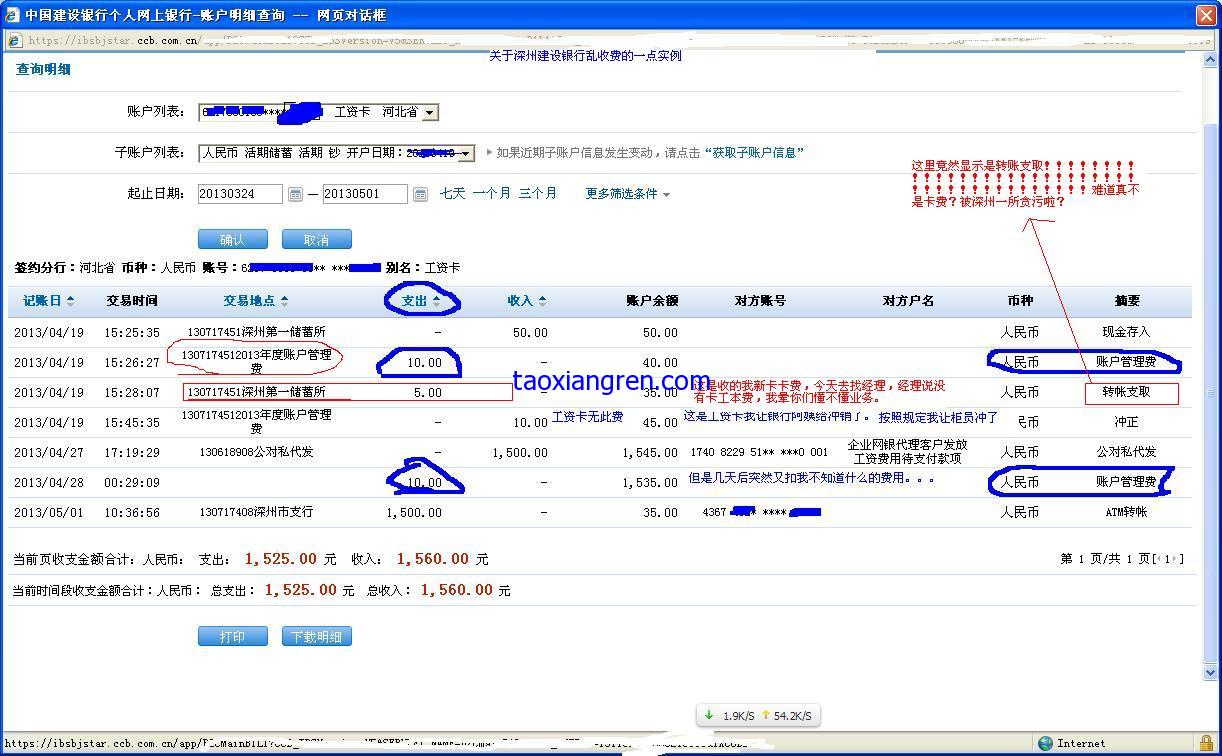 中国建设银行个人网上银行-账户明细查询 -- 网页对话框
https://ibsbjstar.ccb.com.cn/
关于深州建设银行乱收费的一点实例
查询明细
账户列表： 工资卡 河北省
子账户列表： 人民币 活期储蓄 活期 钞 开户日期： 如果近期子账户信息发生变动，请点击“获取子账户信息”
这里竟然显示是转账支取！！！！！！！！
！！！！！！！！！！！！！！！！难道真不
是卡费？被深州一所贪污啦？
起止日期： 20130324 — 20130501 七天 一个月 三个月 更多筛选条件
确认 取消
签约分行：河北省 币种：人民币 账号： 别名：工资卡
记账日 交易时间 交易地点 支出 收入 账户余额 对方账号 对方户名 币种 摘要
2013/04/19 15:25:35 130717451深州第一储蓄所 - 50.00 50.00 人民币 现金存入
2013/04/19 15:26:27 1307174512013年度账户管理费 10.00 - 40.00 人民币 账户管理费
2013/04/19 15:28:07 130717451深州第一储蓄所 5.00 - 35.00 人民币 转帐支取
taoxiangren.com
这是收的我新卡卡费，今天去找经理，经理说没
有卡工本费，我晕你们懂不懂业务。
2013/04/19 15:45:35 1307174512013年度账户管理费 - 10.00 45.00 冲正
工资卡无此费
这是工资卡我让银行阿姨给冲销了。 按照规定我让柜员冲了
2013/04/27 17:19:29 130618908公对私代发 - 1,500.00 1,545.00 1740 8229 51** ***0 001 企业网银代理客户发放工资费用待支付款项 人民币 公对私代发
2013/04/28 00:29:09 10.00 - 1,535.00 人民币 账户管理费
但是几天后突然又扣我不知道什么的费用。。。
2013/05/01 10:36:56 130717408深州市支行 1,500.00 - 35.00 4367 **** 人民币 ATM转帐
当前页收支金额合计：人民币： 支出： 1,525.00 元 收入： 1,560.00 元 第 1 页/共 1 页[1]
当前时间段收支金额合计：人民币： 总支出： 1,525.00 元 总收入： 1,560.00 元
打印 下载明细
1.9K/S 54.2K/S
https://ibsbjstar.ccb.com.cn/app/ Internet